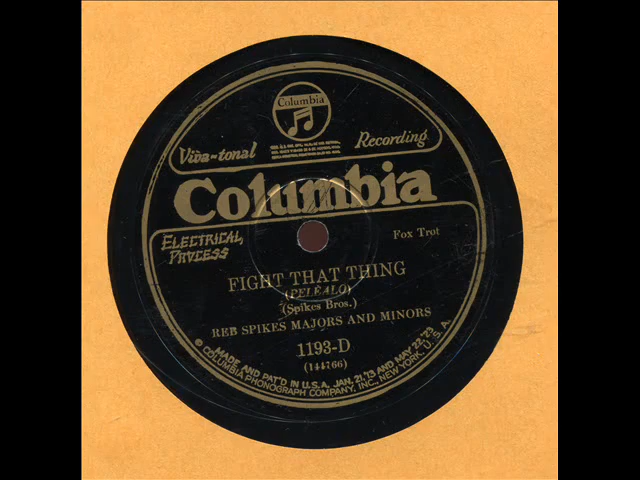 Columbia
Viva-tonal Recording
Columbia
ELECTRICAL
PROCESS
Fox Trot
FIGHT THAT THING
(PELÉALO)
(Spikes Bros.)
REB SPIKES MAJORS AND MINORS
1193-D
(144766)
MADE AND PAT'D IN U.S.A. JAN. 21, '13 AND MAY 22, '23
© COLUMBIA PHONOGRAPH COMPANY, INC., NEW YORK, U.S.A.